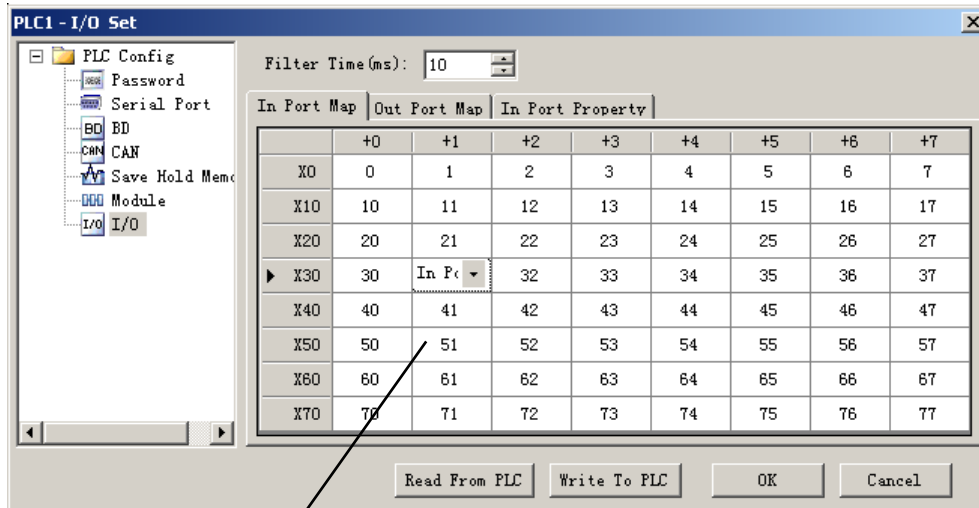 PLC1 - I/O Set
PLC Config
Password
Serial Port
BD BD
CAN CAN
Save Hold Mem
Module
I/O I/O
Filter Time(ms): 10
In Port Map Out Port Map In Port Property
+0 +1 +2 +3 +4 +5 +6 +7
X0 0 1 2 3 4 5 6 7
X10 10 11 12 13 14 15 16 17
X20 20 21 22 23 24 25 26 27
X30 30 In Po 32 33 34 35 36 37
X40 40 41 42 43 44 45 46 47
X50 50 51 52 53 54 55 56 57
X60 60 61 62 63 64 65 66 67
X70 70 71 72 73 74 75 76 77
Read From PLC Write To PLC OK Cancel